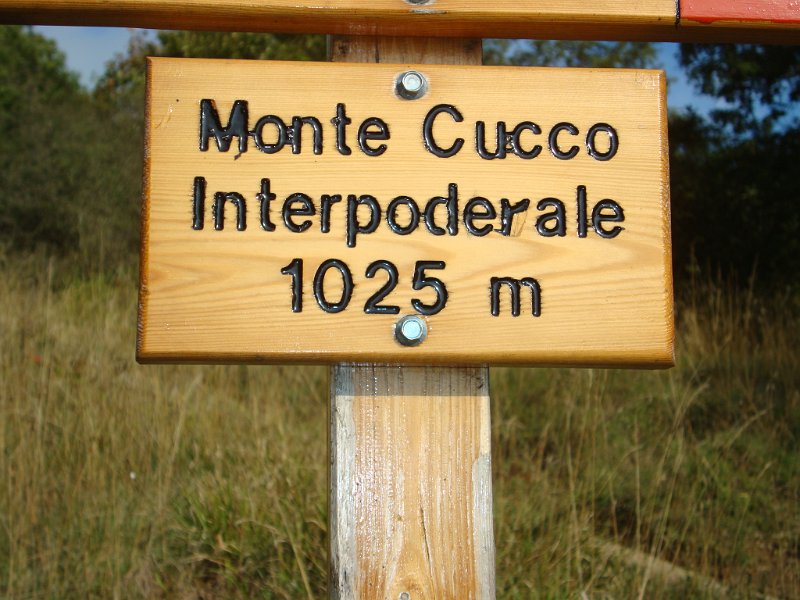 Monte Cucco
Interpoderale
1025 m